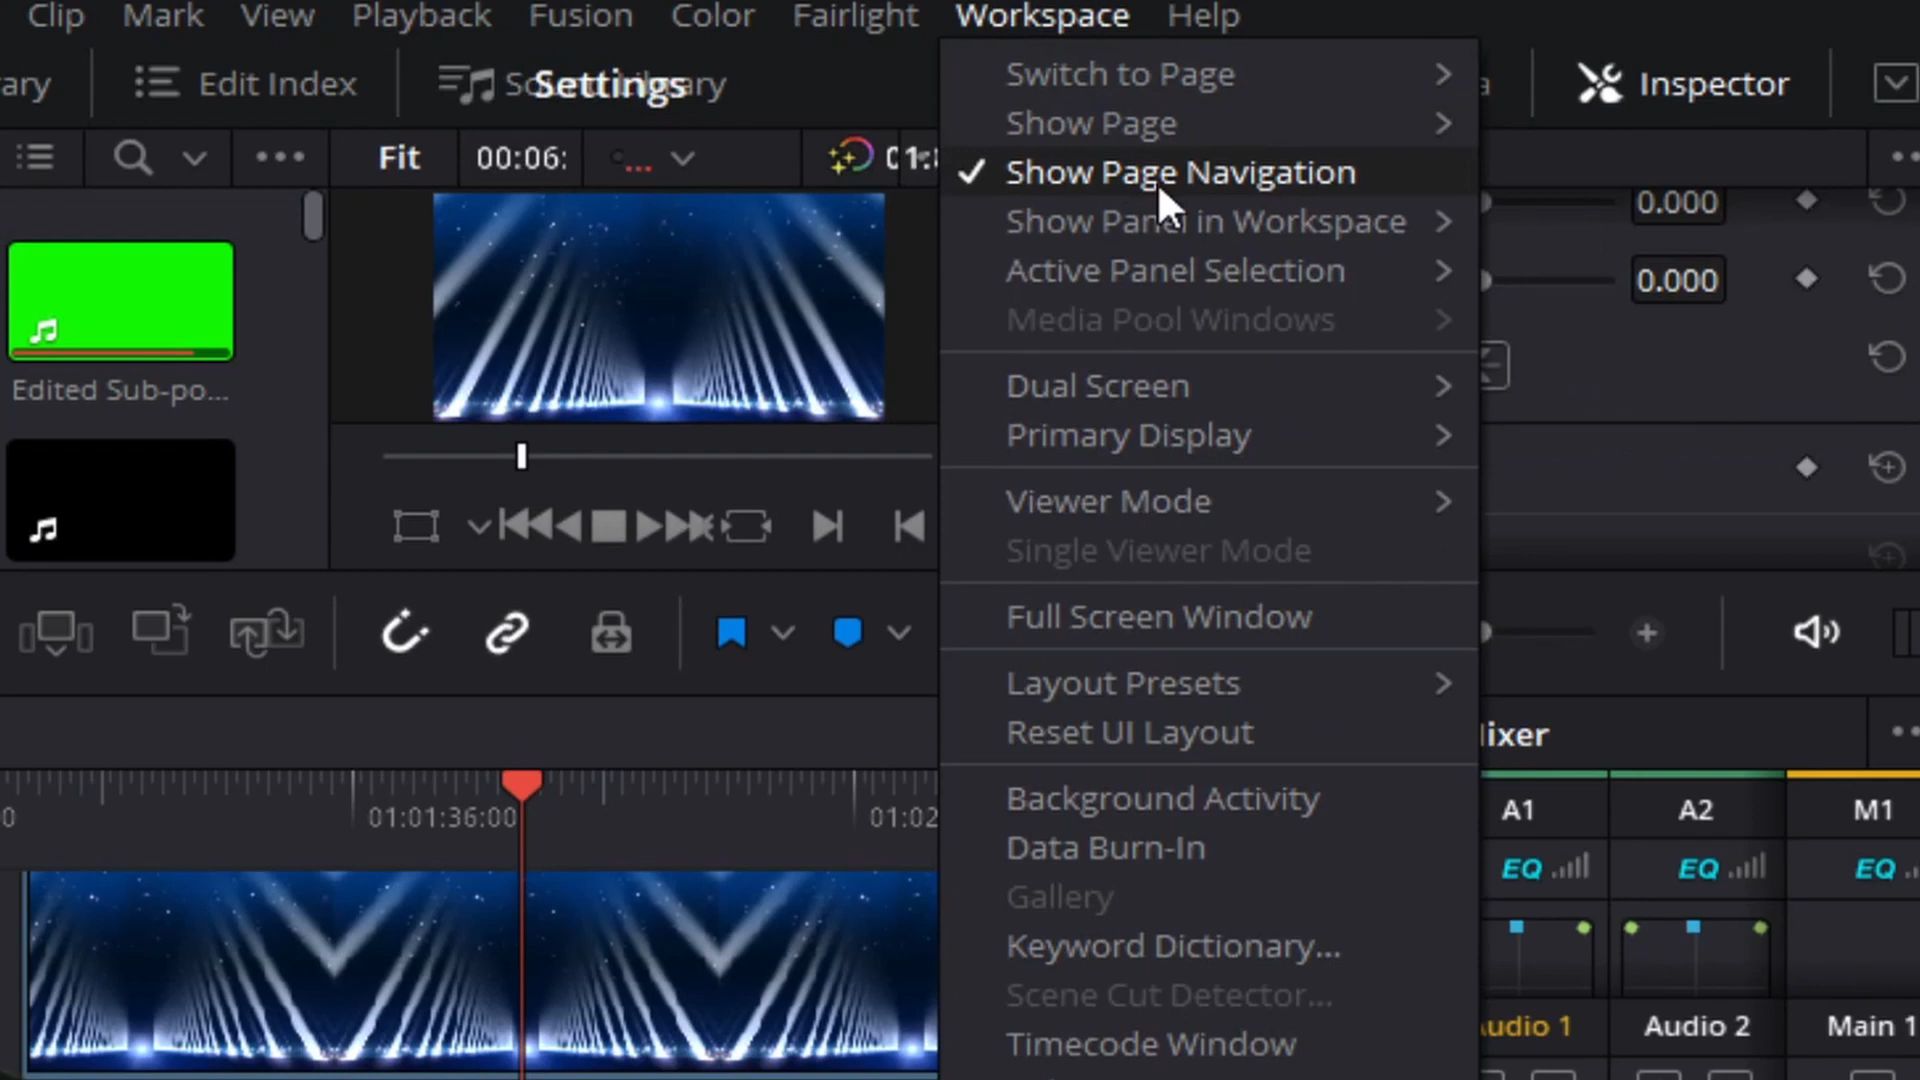 Clip Mark View Playback Fusion Color Fairlight Workspace Help
ary Edit Index Settings Inspector
Fit 00:06:
Switch to Page
Show Page
Show Page Navigation
Show Panel in Workspace
Active Panel Selection
Media Pool Windows
Dual Screen
Primary Display
Viewer Mode
Single Viewer Mode
Full Screen Window
Layout Presets
Reset UI Layout
Background Activity
Data Burn-In
Gallery
Keyword Dictionary...
Scene Cut Detector...
Timecode Window
0.000
0.000
Edited Sub-po...
ixer
01:01:36:00 01:02
A1 A2 M1
EQ EQ EQ
udio 1 Audio 2 Main 1